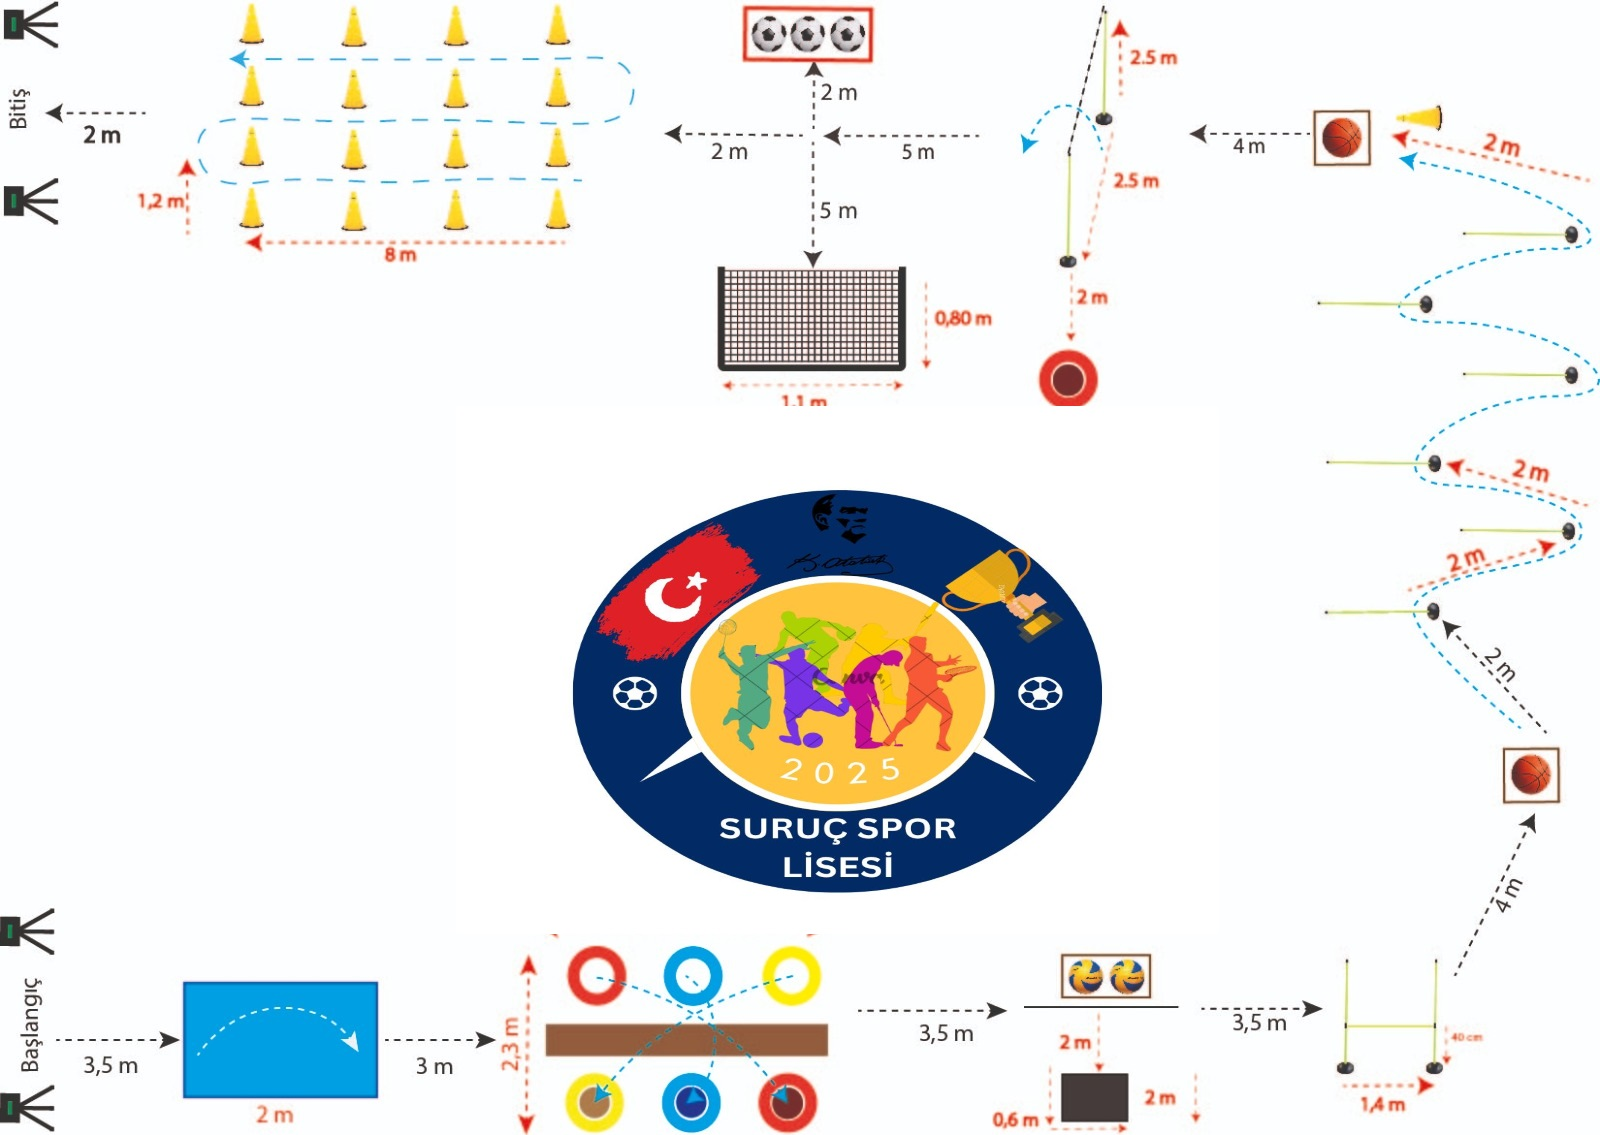 2.5 m
2 m
Bitiş
2 m
2 m
5 m
4 m
2 m
2.5 m
1,2 m
5 m
8 m
2 m
0,80 m
1,1 m
2 m
2 m
2 m
2025
SURUÇ SPOR
LİSESİ
4 m
Başlangıç
3,5 m
2 m
3 m
2,3 m
3,5 m
2 m
0,6 m
2 m
3,5 m
40 cm
1,4 m